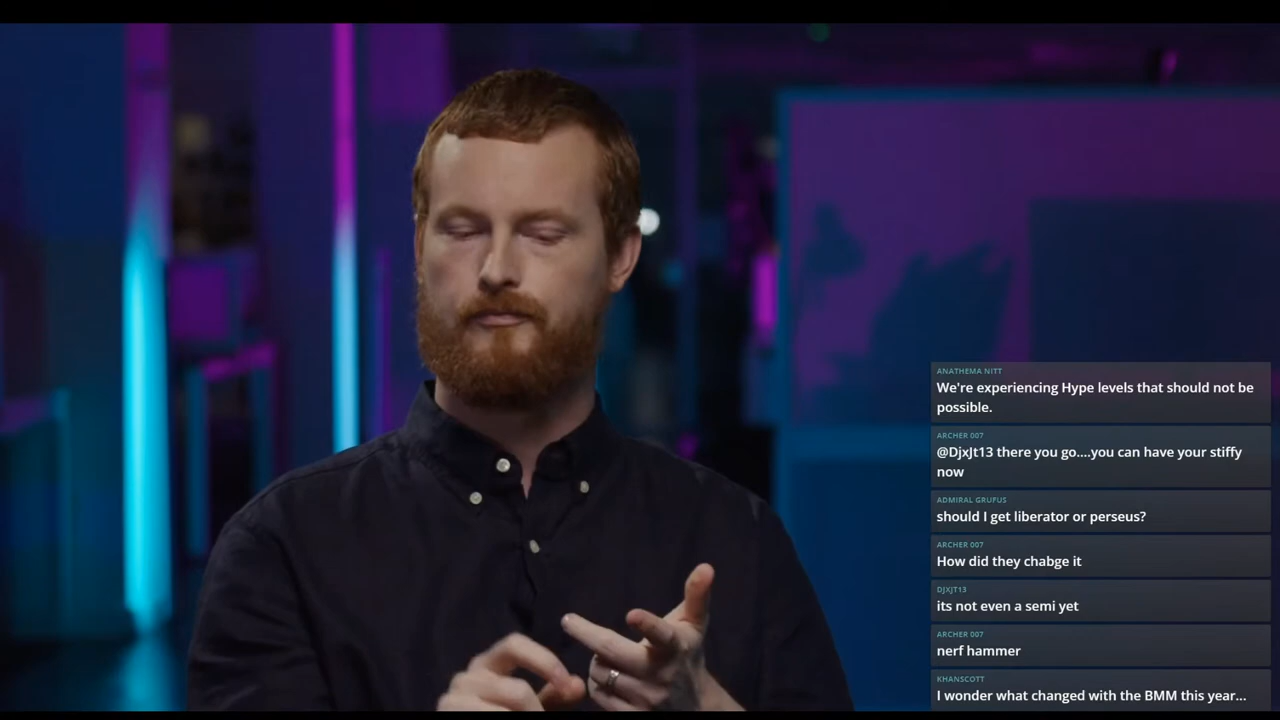 ANATHEMA NITT
We're experiencing Hype levels that should not be
possible.
ARCHER 007
@DjxJt13 there you go....you can have your stiffy
now
ADMIRAL GRUFUS
should I get liberator or perseus?
ARCHER 007
How did they chabge it
DJXJT13
its not even a semi yet
ARCHER 007
nerf hammer
KHANSCOTT
I wonder what changed with the BMM this year...